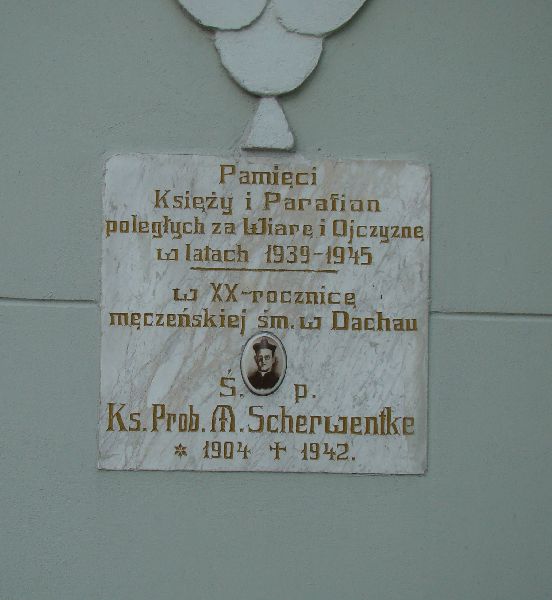 Pamięci
Księży i Parafian
poległych za Wiarę i Ojczyznę
w latach 1939-1945
w XX-rocznicę
męczeńskiej śm. w Dachau
Ś. p.
Ks. Prob. M. Scherwentke
* 1904 + 1942.